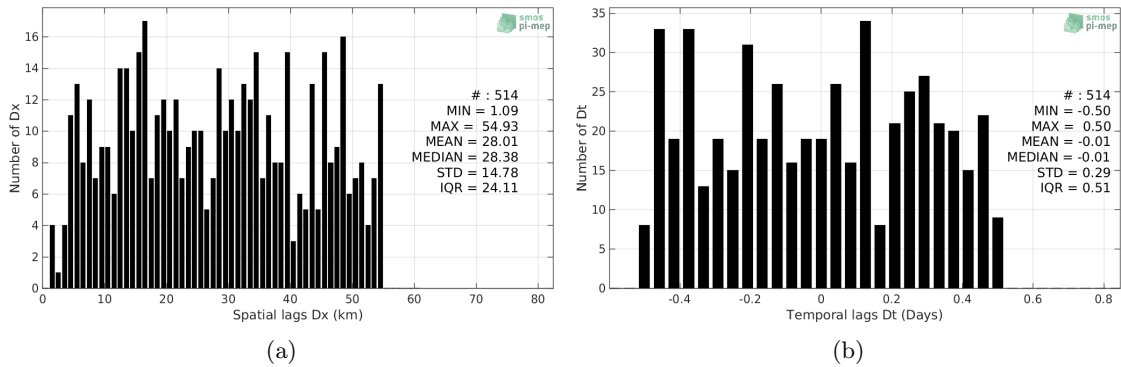 smos
pi-mep
16
14
12
10
8
6
4
2
0
Number of Dx
# : 514
MIN = 1.09
MAX = 54.93
MEAN = 28.01
MEDIAN = 28.38
STD = 14.78
IQR = 24.11
0 10 20 30 40 50 60 70 80
Spatial lags Dx (km)
(a)
smos
pi-mep
35
30
25
20
15
10
5
0
Number of Dt
# : 514
MIN = -0.50
MAX = 0.50
MEAN = -0.01
MEDIAN = -0.01
STD = 0.29
IQR = 0.51
-0.4 -0.2 0 0.2 0.4 0.6 0.8
Temporal lags Dt (Days)
(b)